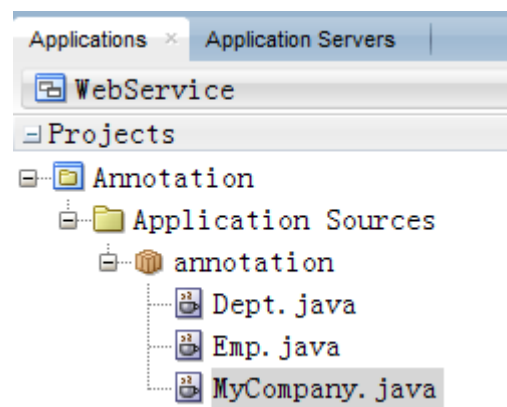 Applications × Application Servers
WebService
Projects
Annotation
Application Sources
annotation
Dept.java
Emp.java
MyCompany.java